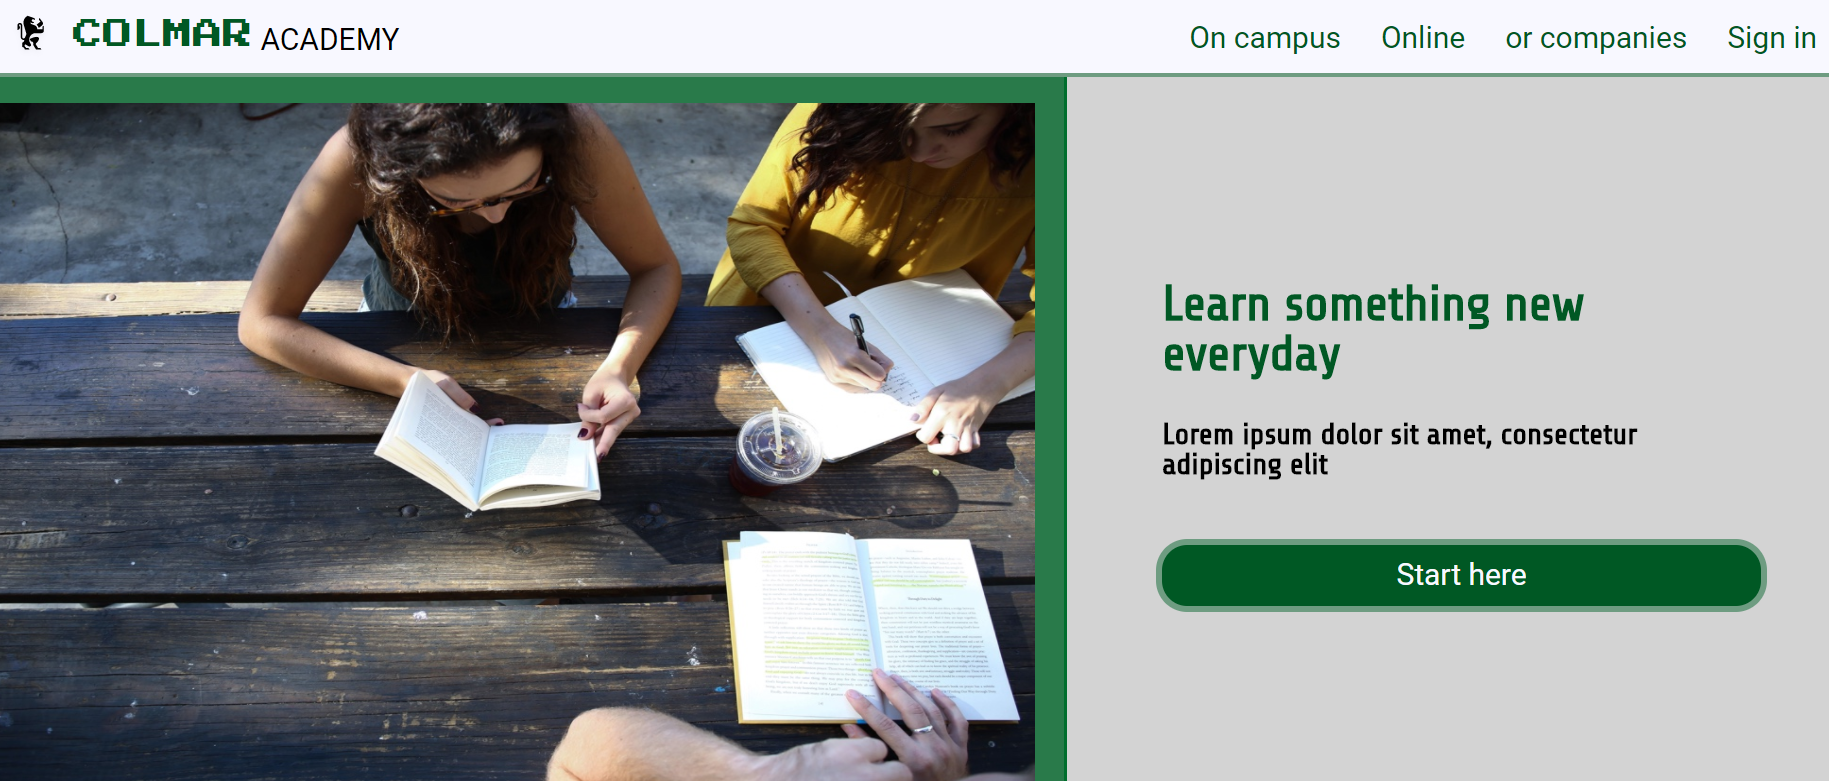 COLMAR ACADEMY
On campus
Online
or companies
Sign in
Learn something new
everyday
Lorem ipsum dolor sit amet, consectetur
adipiscing elit
Start here